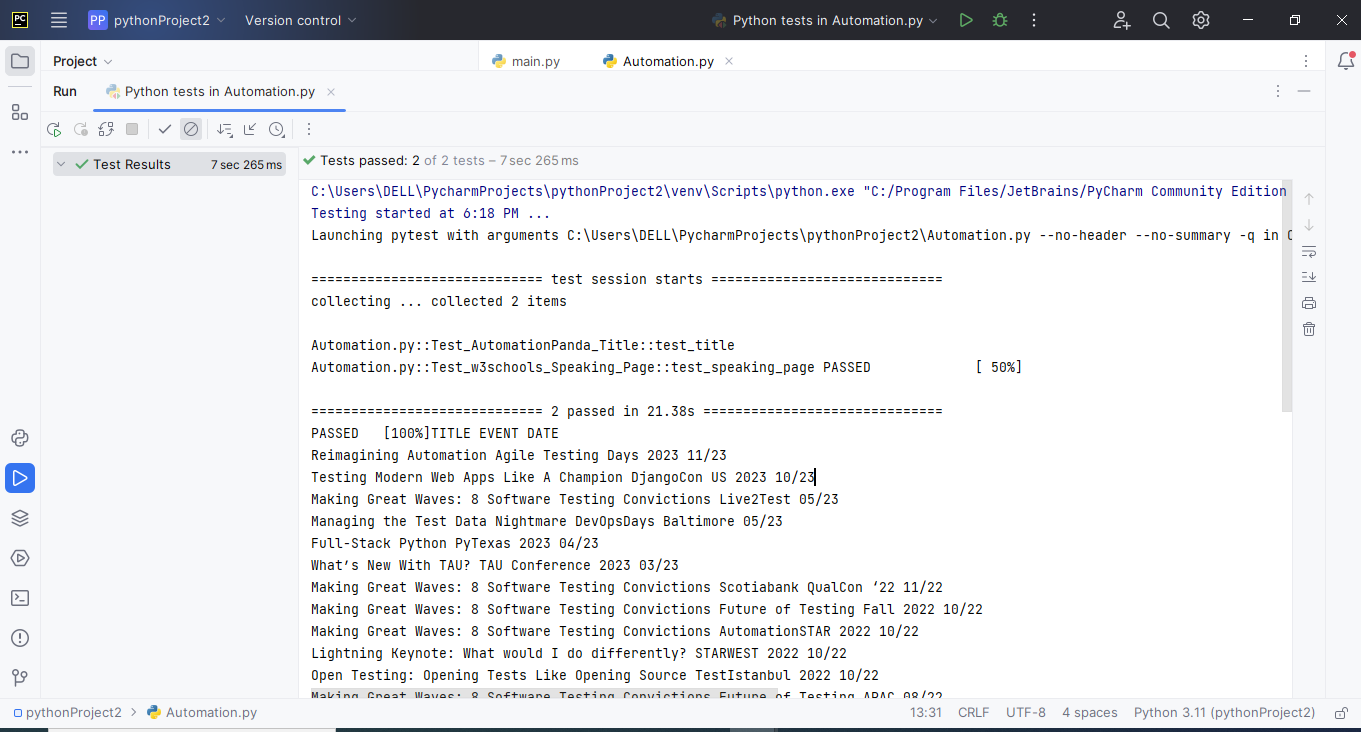 PC PP pythonProject2 Version control Python tests in Automation.py
Project main.py Automation.py
Run Python tests in Automation.py
Test Results 7 sec 265 ms
Tests passed: 2 of 2 tests – 7 sec 265 ms
C:\Users\DELL\PycharmProjects\pythonProject2\venv\Scripts\python.exe "C:/Program Files/JetBrains/PyCharm Community Edition
Testing started at 6:18 PM ...
Launching pytest with arguments C:\Users\DELL\PycharmProjects\pythonProject2\Automation.py --no-header --no-summary -q in C
============================= test session starts =============================
collecting ... collected 2 items
Automation.py::Test_AutomationPanda_Title::test_title
Automation.py::Test_w3schools_Speaking_Page::test_speaking_page PASSED [ 50%]
============================= 2 passed in 21.38s ==============================
PASSED [100%]TITLE EVENT DATE
Reimagining Automation Agile Testing Days 2023 11/23
Testing Modern Web Apps Like A Champion DjangoCon US 2023 10/23
Making Great Waves: 8 Software Testing Convictions Live2Test 05/23
Managing the Test Data Nightmare DevOpsDays Baltimore 05/23
Full-Stack Python PyTexas 2023 04/23
What’s New With TAU? TAU Conference 2023 03/23
Making Great Waves: 8 Software Testing Convictions Scotiabank QualCon ‘22 11/22
Making Great Waves: 8 Software Testing Convictions Future of Testing Fall 2022 10/22
Making Great Waves: 8 Software Testing Convictions AutomationSTAR 2022 10/22
Lightning Keynote: What would I do differently? STARWEST 2022 10/22
Open Testing: Opening Tests Like Opening Source TestIstanbul 2022 10/22
Making Great Waves: 8 Software Testing Convictions Future of Testing APAC 08/22
pythonProject2 Automation.py 13:31 CRLF UTF-8 4 spaces Python 3.11 (pythonProject2)